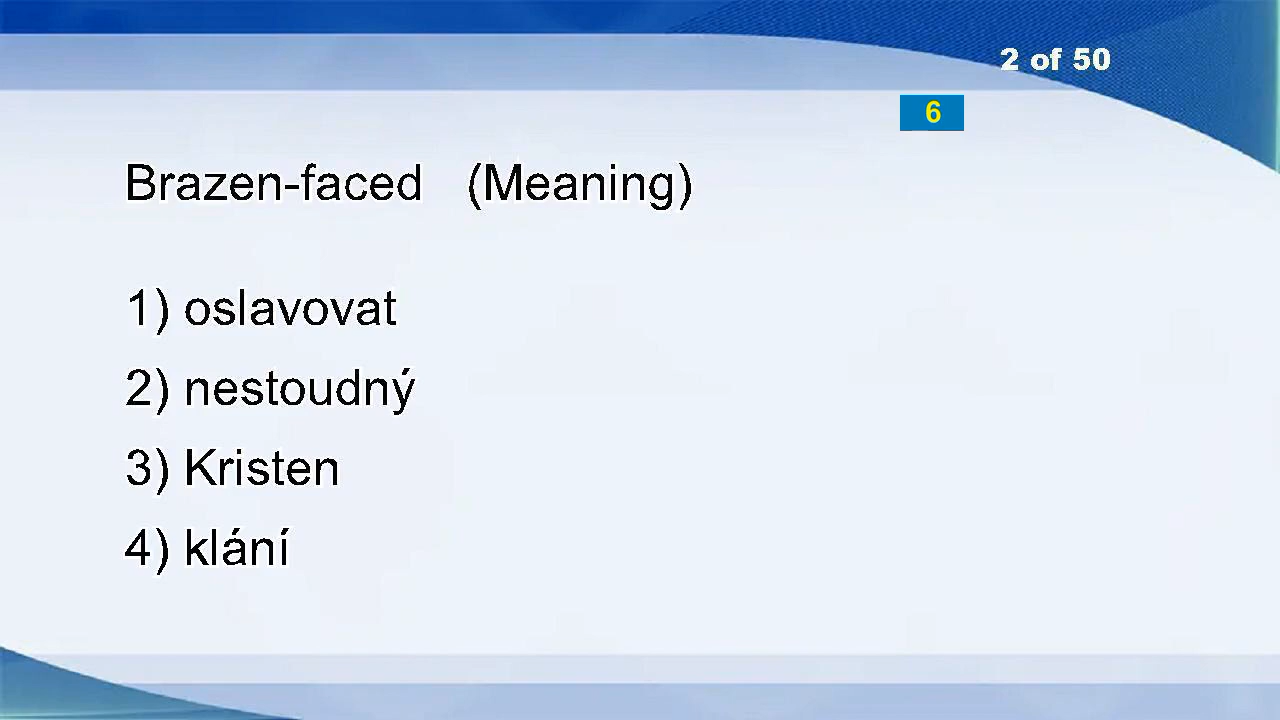 2 of 50
6
Brazen-faced (Meaning)
1) oslavovat
2) nestoudný
3) Kristen
4) klání